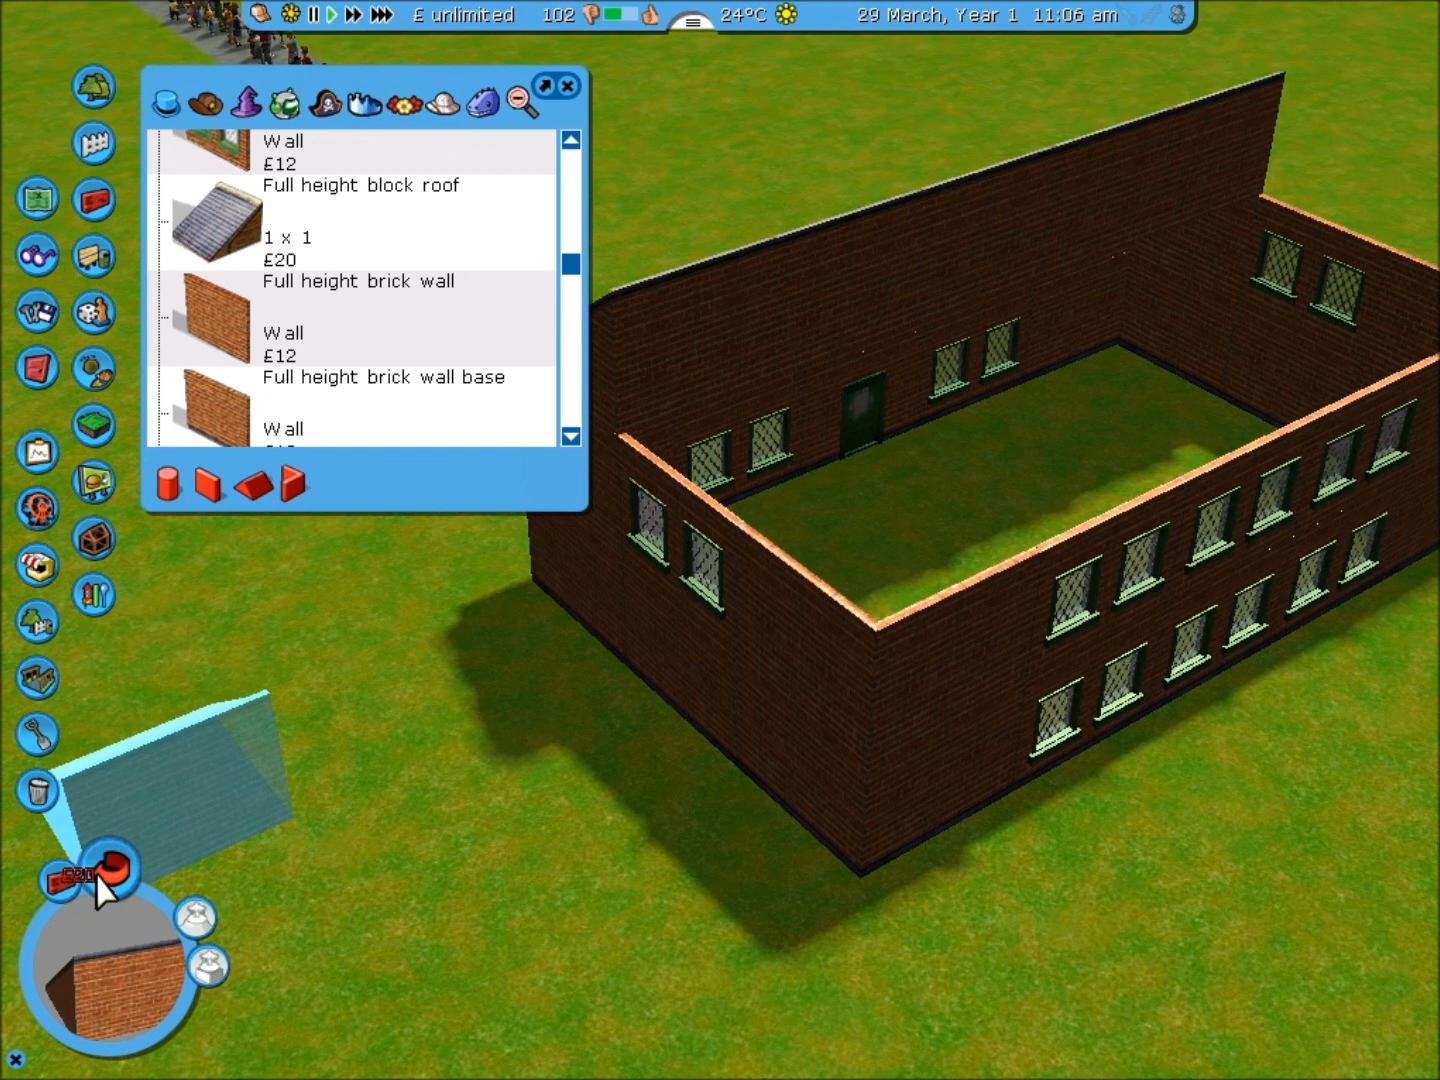 £ unlimited 102 24°C 29 March, Year 1 11:06 am
Wall
£12
Full height block roof
1 x 1
£20
Full height brick wall
Wall
£12
Full height brick wall base
Wall
£20